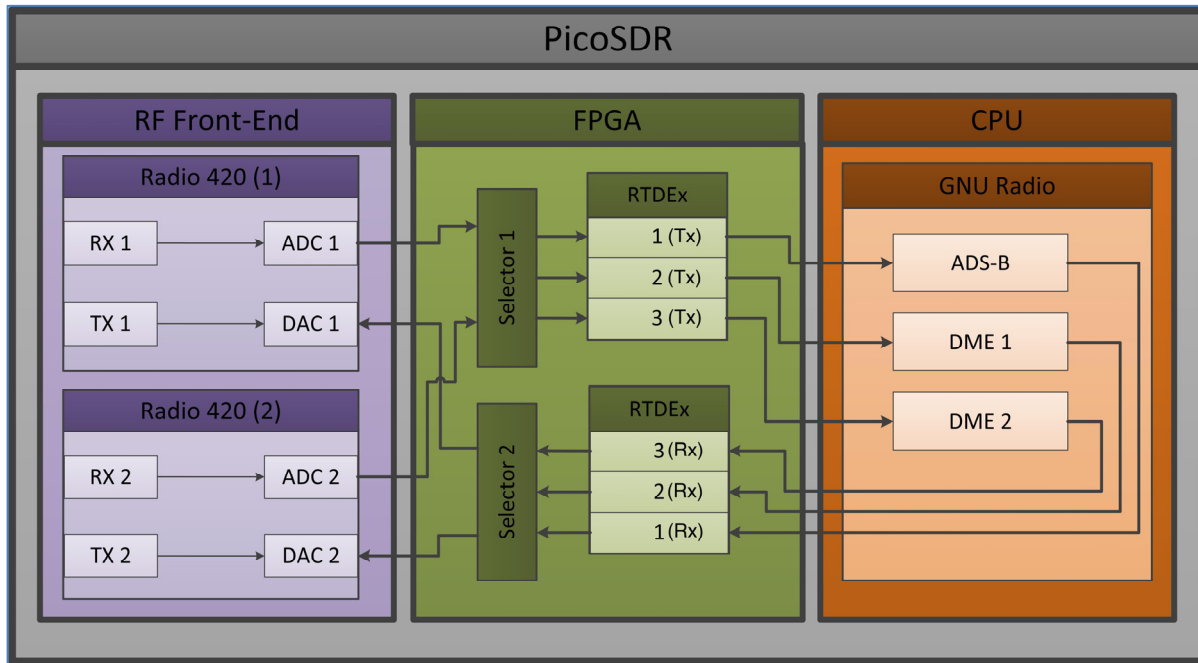 PicoSDR
RF Front-End
Radio 420 (1)
RX 1
ADC 1
TX 1
DAC 1
Radio 420 (2)
RX 2
ADC 2
TX 2
DAC 2
FPGA
Selector 1
RTDEx
1 (Tx)
2 (Tx)
3 (Tx)
Selector 2
RTDEx
3 (Rx)
2 (Rx)
1 (Rx)
CPU
GNU Radio
ADS-B
DME 1
DME 2